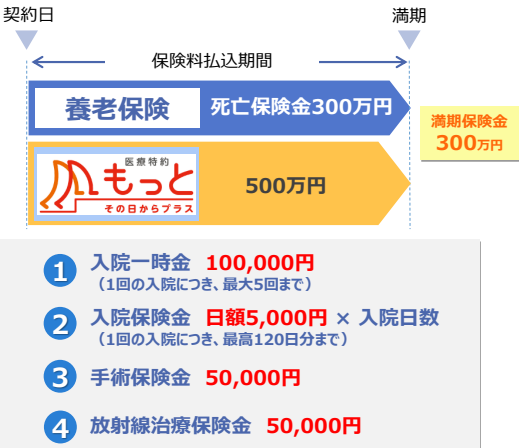 契約日
満期
保険料払込期間
養老保険
死亡保険金300万円
満期保険金
300万円
医療特約
もっと
その日からプラス
500万円
1 入院一時金 100,000円
（1回の入院につき、最大5回まで）
2 入院保険金 日額5,000円 × 入院日数
（1回の入院につき、最高120日分まで）
3 手術保険金 50,000円
4 放射線治療保険金 50,000円